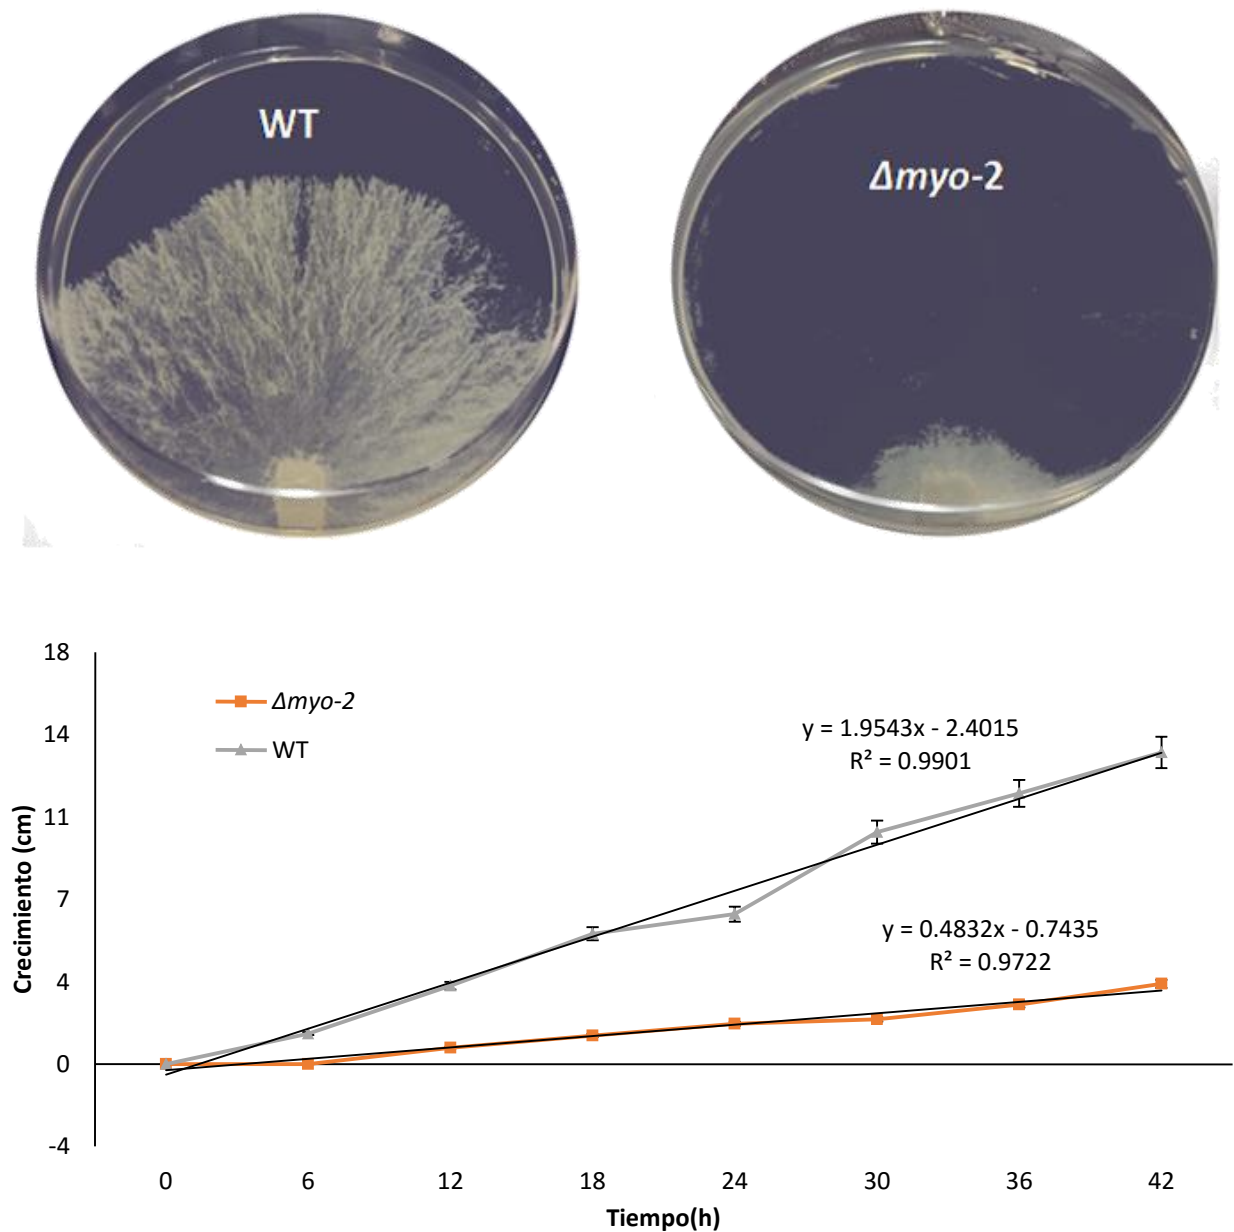 WT
Δmyo-2
18
14
11
7
4
0
-4
Crecimiento (cm)
Δmyo-2
WT
y = 1.9543x - 2.4015
R² = 0.9901
y = 0.4832x - 0.7435
R² = 0.9722
0 6 12 18 24 30 36 42
Tiempo(h)